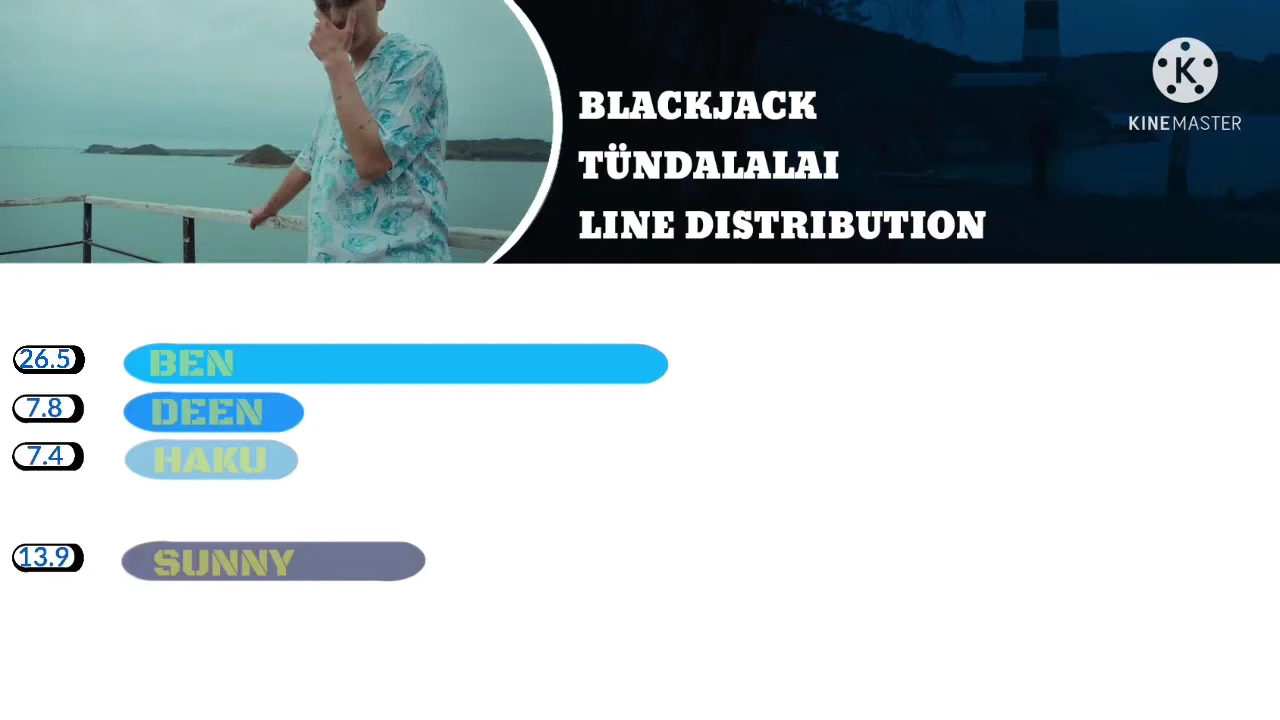 BLACKJACK
TÜNDALALAI
LINE DISTRIBUTION
K
KINEMASTER
26.5 BEN
7.8 DEEN
7.4 HAKU
13.9 SUNNY